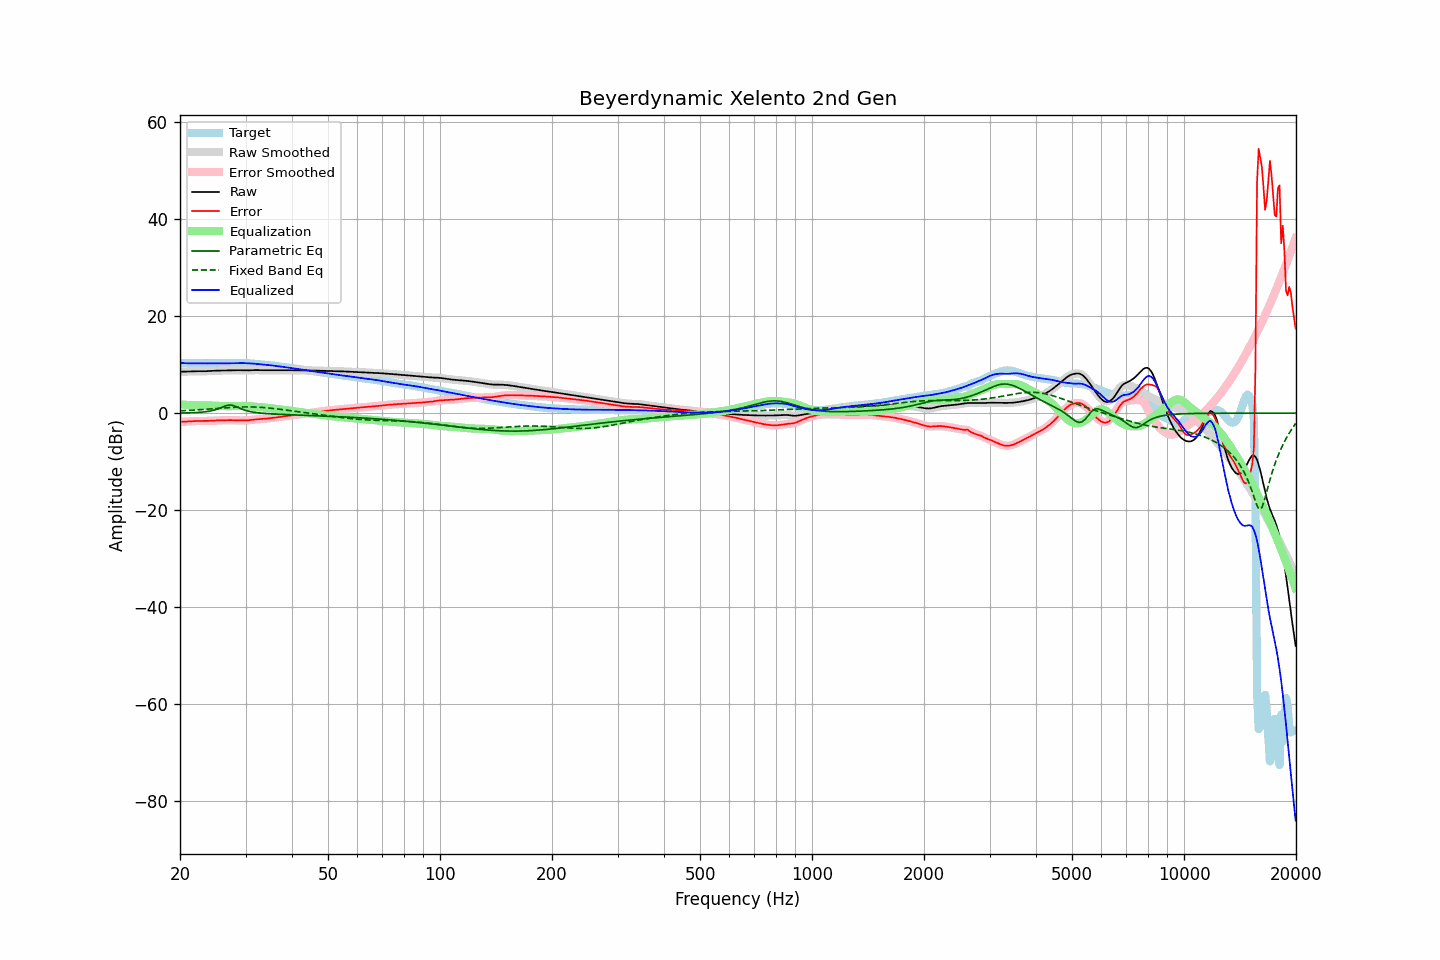 Beyerdynamic Xelento 2nd Gen
Target
Raw Smoothed
Error Smoothed
Raw
Error
Equalization
Parametric Eq
Fixed Band Eq
Equalized
60
40
20
0
−20
−40
−60
−80
Amplitude (dBr)
20
50
100
200
500
1000
2000
5000
10000
20000
Frequency (Hz)